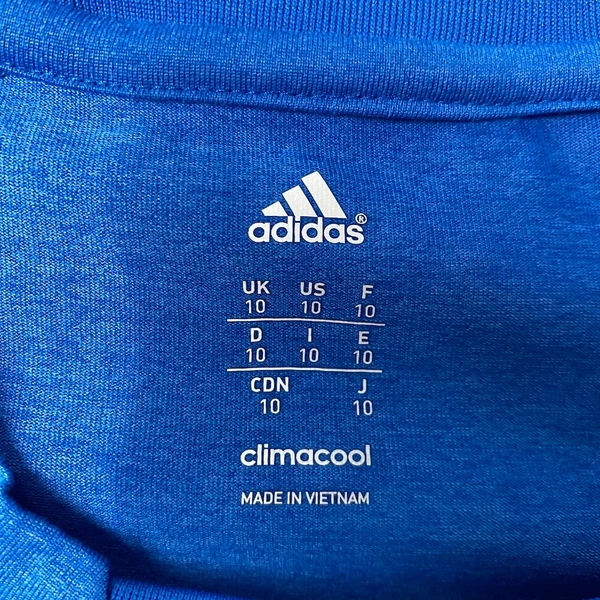 adidas®
UK US F
10 10 10
D I E
10 10 10
CDN J
10 10
climacool
MADE IN VIETNAM